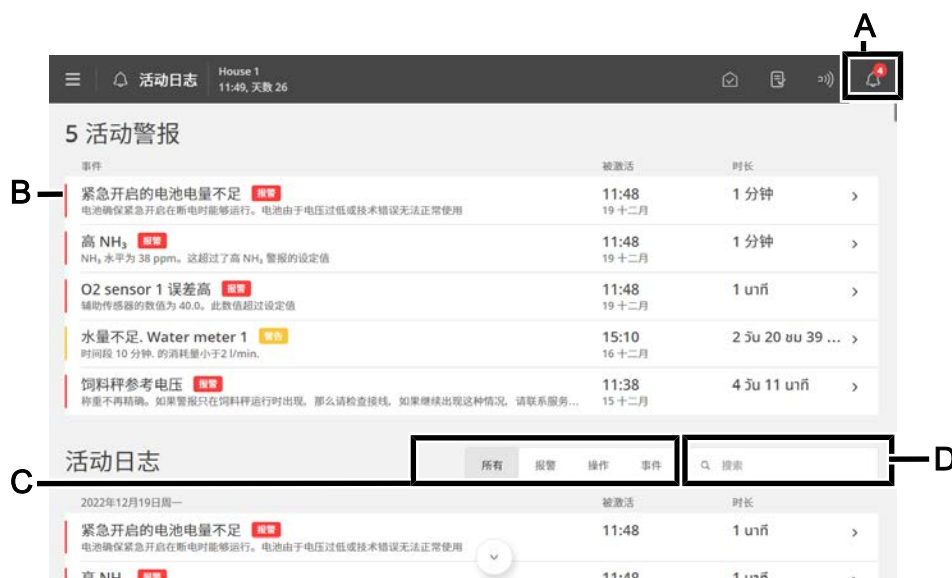 A
活动日志
House 1
11:49, 天数 26
4
5 活动警报
事件 被激活 时长
B
紧急开启的电池电量不足 报警 11:48 1 分钟
电池确保紧急开启在断电时能够运行。电池由于电压过低或技术错误无法正常使用 19 十二月
高 NH₃ 报警 11:48 1 分钟
NH₃ 水平为 38 ppm。这超过了高 NH₃ 警报的设定值 19 十二月
O2 sensor 1 误差高 报警 11:48 1 นาที
辅助传感器的数值为 40.0。此数值超过设定值 19 十二月
水量不足. Water meter 1 警告 15:10 2 วัน 20 ชม 39 ...
时间段 10 分钟. 的消耗量小于2 l/min. 16 十二月
饲料秤参考电压 报警 11:38 4 วัน 11 นาที
称重不再精确。如果警报只在饲料秤运行时出现，那么请检查接线，如果继续出现这种情况，请联系服务... 15 十二月
活动日志 所有 报警 操作 事件 搜索
D
C
2022年12月19日周一 被激活 时长
紧急开启的电池电量不足 报警 11:48 1 นาที
电池确保紧急开启在断电时能够运行。电池由于电压过低或技术错误无法正常使用
高 NH₃ 报警 11:48 1 นาที